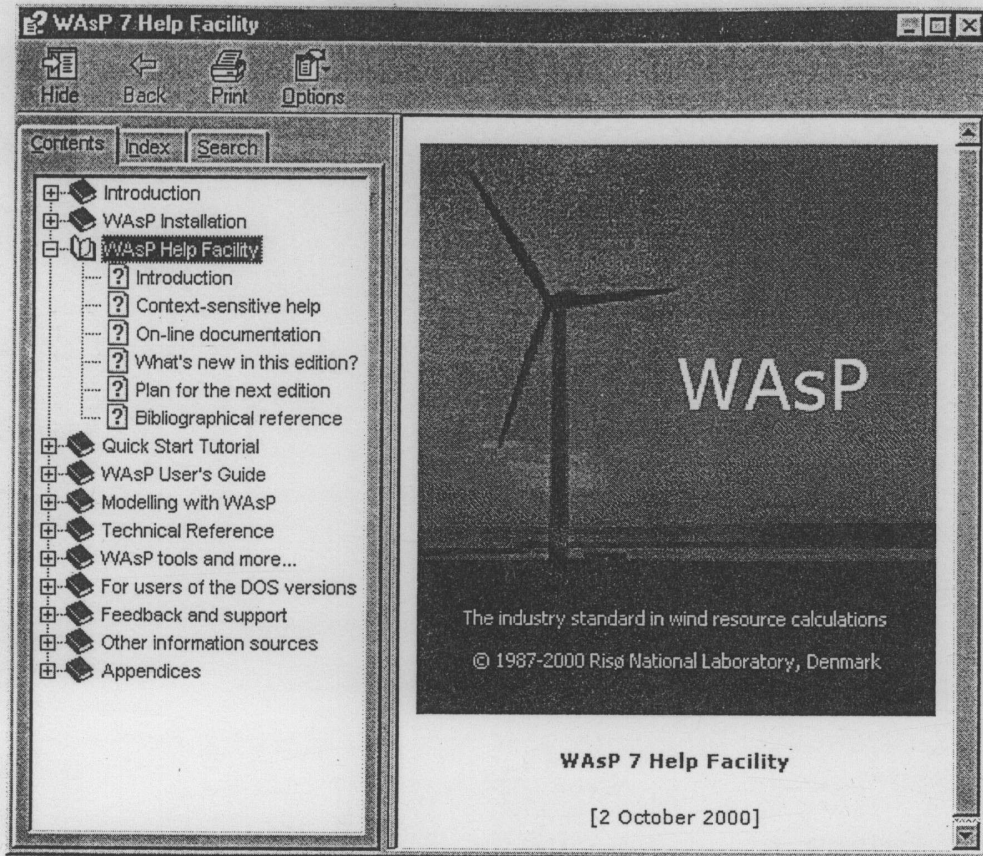 WAsP 7 Help Facility
Hide Back Print Options
Contents Index Search
Introduction
WAsP Installation
WAsP Help Facility
Introduction
Context-sensitive help
On-line documentation
What's new in this edition?
Plan for the next edition
Bibliographical reference
Quick Start Tutorial
WAsP User's Guide
Modelling with WAsP
Technical Reference
WAsP tools and more...
For users of the DOS versions
Feedback and support
Other information sources
Appendices
WAsP
The industry standard in wind resource calculations
© 1987-2000 Risø National Laboratory, Denmark
WAsP 7 Help Facility
[2 October 2000]